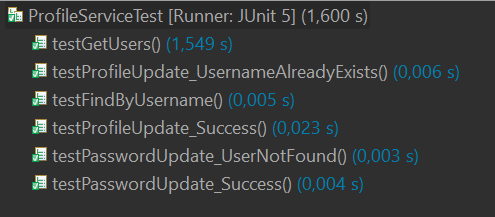 ProfileServiceTest [Runner: JUnit 5] (1,600 s)
testGetUsers() (1,549 s)
testProfileUpdate_UsernameAlreadyExists() (0,006 s)
testFindByUsername() (0,005 s)
testProfileUpdate_Success() (0,023 s)
testPasswordUpdate_UserNotFound() (0,003 s)
testPasswordUpdate_Success() (0,004 s)